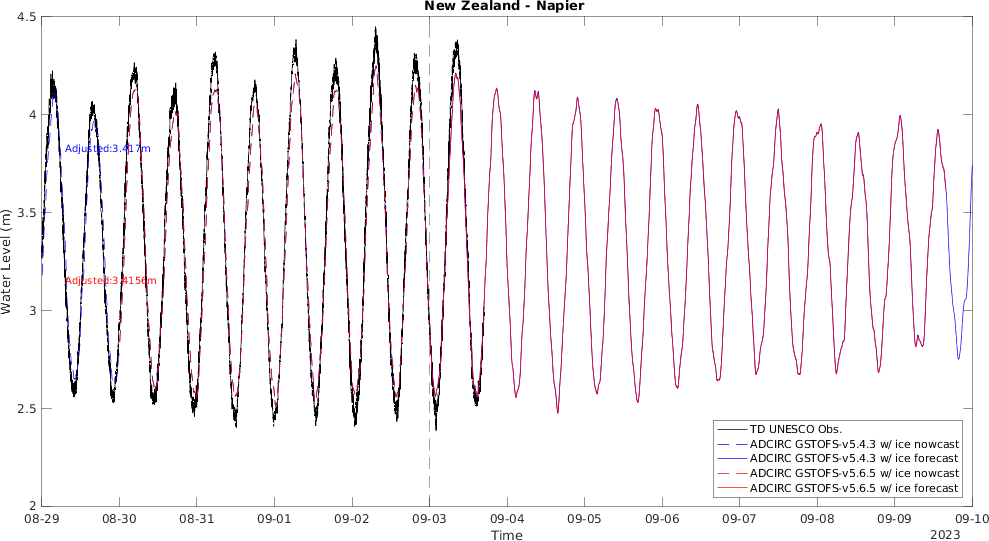 New Zealand - Napier
4.5
4
3.5
3
2.5
2
Water Level (m)
Adjusted:3.417m
Adjusted:3.4156m
TD UNESCO Obs.
ADCIRC GSTOFS-v5.4.3 w/ ice nowcast
ADCIRC GSTOFS-v5.4.3 w/ ice forecast
ADCIRC GSTOFS-v5.6.5 w/ ice nowcast
ADCIRC GSTOFS-v5.6.5 w/ ice forecast
08-29 08-30 08-31 09-01 09-02 09-03 09-04 09-05 09-06 09-07 09-08 09-09 09-10
Time
2023